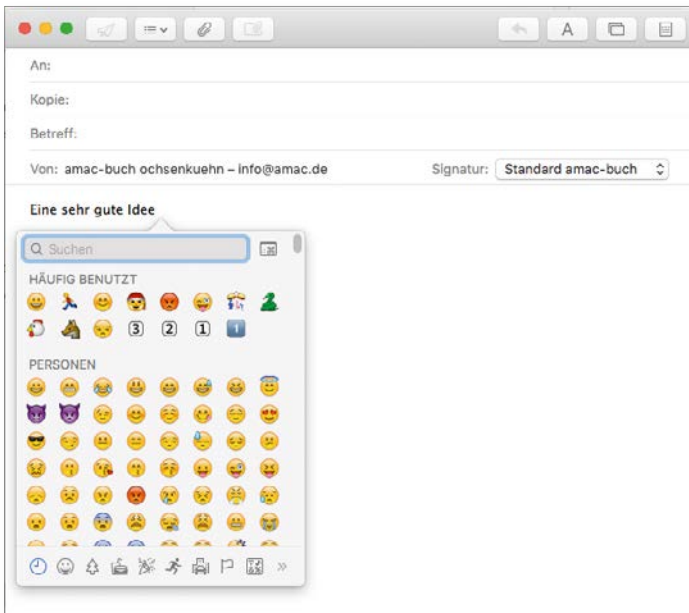 An:
Kopie:
Betreff:
Von: amac-buch ochsenkuehn – info@amac.de Signatur: Standard amac-buch
Eine sehr gute Idee
Suchen
HÄUFIG BENUTZT
3 2 1 1
PERSONEN